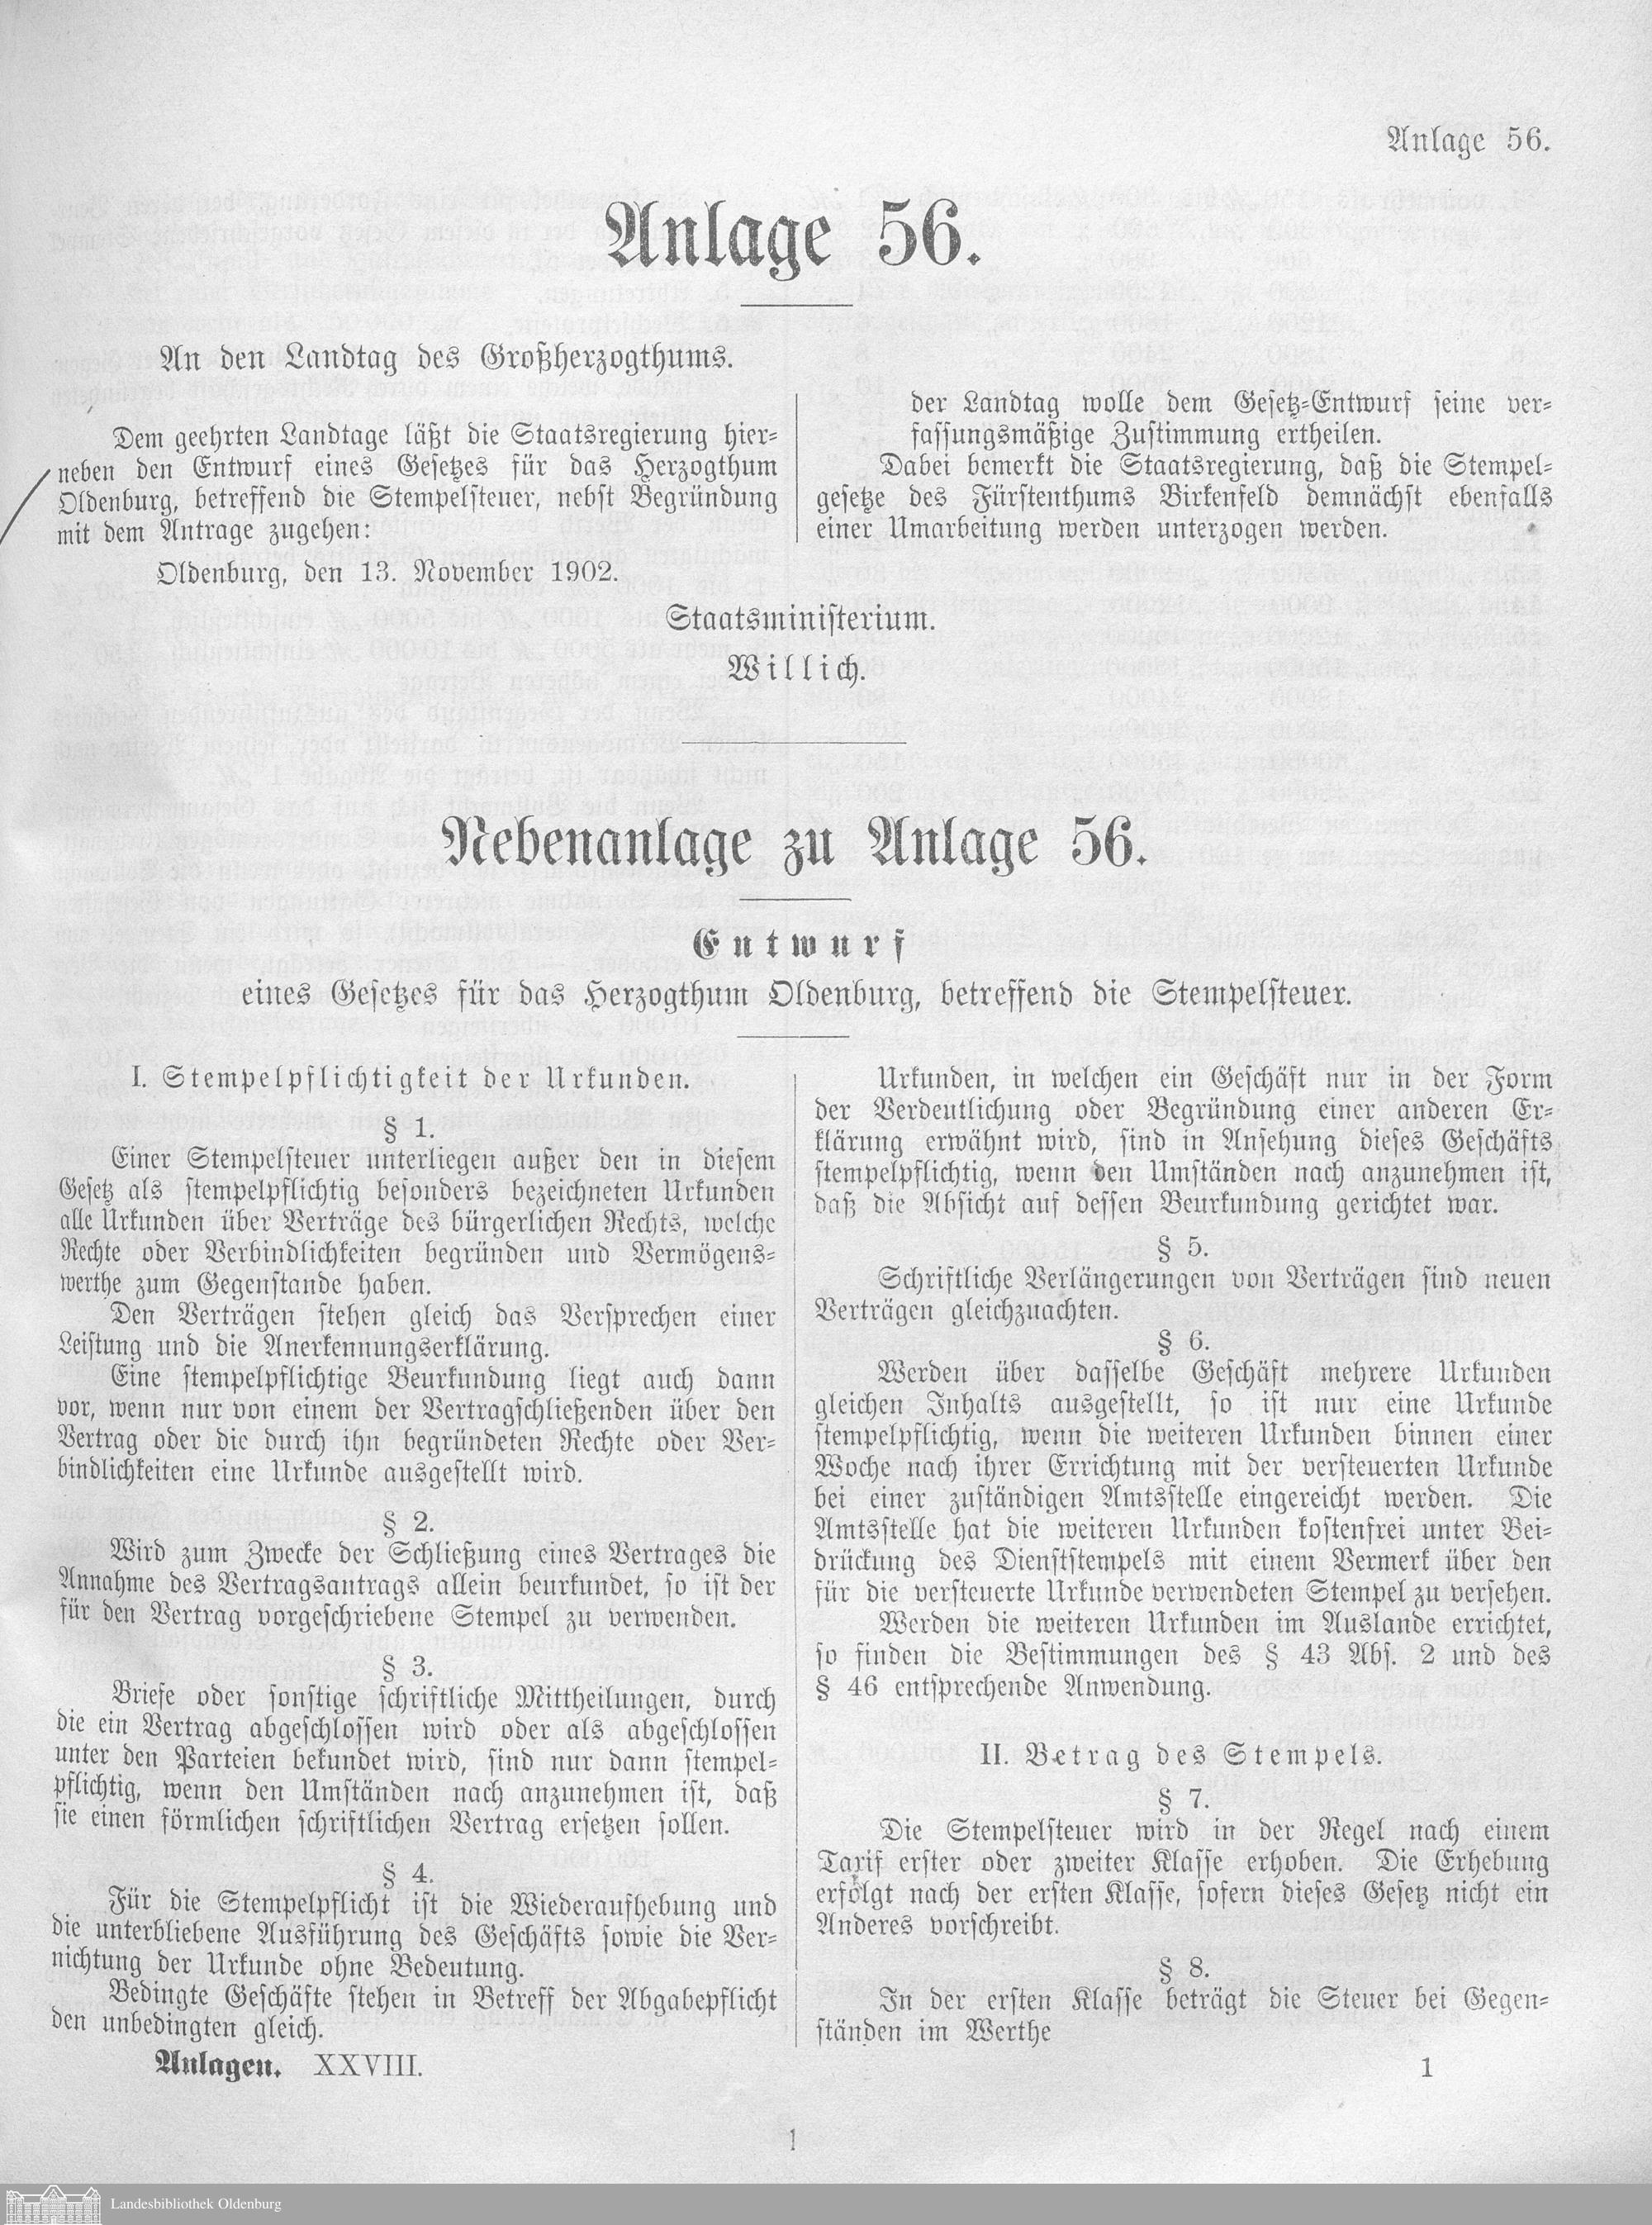 Anlage 56.
Anlage 56.
An den Landtag des Großherzogthums.
Dem geehrten Landtage läßt die Staatsregierung hier-
neben den Entwurf eines Gesetzes für das Herzogthum
Oldenburg, betreffend die Stempelsteuer, nebst Begründung
mit dem Antrage zugehen:
der Landtag wolle dem Gesetz-Entwurf seine ver-
fassungsmäßige Zustimmung ertheilen.
Dabei bemerkt die Staatsregierung, daß die Stempel-
gesetze des Fürstenthums Birkenfeld demnächst ebenfalls
einer Umarbeitung werden unterzogen werden.
Oldenburg, den 13. November 1902.
Staatsministerium.
Willich.
Nebenanlage zu Anlage 56.
Entwurf
eines Gesetzes für das Herzogthum Oldenburg, betreffend die Stempelsteuer.
I. Stempelpflichtigkeit der Urkunden.
§ 1.
Einer Stempelsteuer unterliegen außer den in diesem
Gesetz als stempelpflichtig besonders bezeichneten Urkunden
alle Urkunden über Verträge des bürgerlichen Rechts, welche
Rechte oder Verbindlichkeiten begründen und Vermögens-
werthe zum Gegenstande haben.
Den Verträgen stehen gleich das Versprechen einer
Leistung und die Anerkennungserklärung.
Eine stempelpflichtige Beurkundung liegt auch dann
vor, wenn nur von einem der Vertragschließenden über den
Vertrag oder die durch ihn begründeten Rechte oder Ver-
bindlichkeiten eine Urkunde ausgestellt wird.
§ 2.
Wird zum Zwecke der Schließung eines Vertrages die
Annahme des Vertragsantrags allein beurkundet, so ist der
für den Vertrag vorgeschriebene Stempel zu verwenden.
§ 3.
Briefe oder sonstige schriftliche Mittheilungen, durch
die ein Vertrag abgeschlossen wird oder als abgeschlossen
unter den Parteien bekundet wird, sind nur dann stempel-
pflichtig, wenn den Umständen nach anzunehmen ist, daß
sie einen förmlichen schriftlichen Vertrag ersetzen sollen.
§ 4.
Für die Stempelpflicht ist die Wiederaufhebung und
die unterbliebene Ausführung des Geschäfts sowie die Ver-
nichtung der Urkunde ohne Bedeutung.
Bedingte Geschäfte stehen in Betreff der Abgabepflicht
den unbedingten gleich.
Urkunden, in welchen ein Geschäft nur in der Form
der Verdeutlichung oder Begründung einer anderen Er-
klärung erwähnt wird, sind in Ansehung dieses Geschäfts
stempelpflichtig, wenn den Umständen nach anzunehmen ist,
daß die Absicht auf dessen Beurkundung gerichtet war.
§ 5.
Schriftliche Verlängerungen von Verträgen sind neuen
Verträgen gleichzuachten.
§ 6.
Werden über dasselbe Geschäft mehrere Urkunden
gleichen Inhalts ausgestellt, so ist nur eine Urkunde
stempelpflichtig, wenn die weiteren Urkunden binnen einer
Woche nach ihrer Errichtung mit der versteuerten Urkunde
bei einer zuständigen Amtsstelle eingereicht werden. Die
Amtsstelle hat die weiteren Urkunden kostenfrei unter Bei-
drückung des Dienststempels mit einem Vermerk über den
für die versteuerte Urkunde verwendeten Stempel zu versehen.
Werden die weiteren Urkunden im Auslande errichtet,
so finden die Bestimmungen des § 43 Abs. 2 und des
§ 46 entsprechende Anwendung.
II. Betrag des Stempels.
§ 7.
Die Stempelsteuer wird in der Regel nach einem
Tarif erster oder zweiter Klasse erhoben. Die Erhebung
erfolgt nach der ersten Klasse, sofern dieses Gesetz nicht ein
Anderes vorschreibt.
§ 8.
In der ersten Klasse beträgt die Steuer bei Gegen-
ständen im Werthe
Anlagen. XXVIII.
1
1
Landesbibliothek Oldenburg